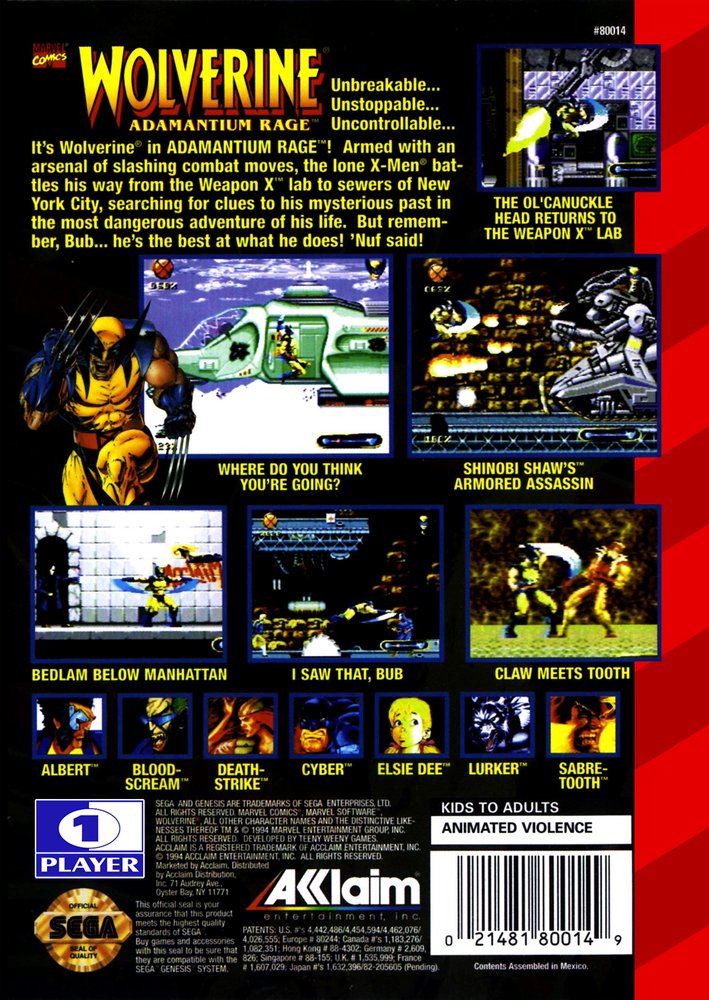 #80014
MARVEL
COMICS
WOLVERINE®
ADAMANTIUM RAGE™
Unbreakable...
Unstoppable...
Uncontrollable...
It's Wolverine® in ADAMANTIUM RAGE™! Armed with an
arsenal of slashing combat moves, the lone X-Men® bat-
tles his way from the Weapon X™ lab to sewers of New
York City, searching for clues to his mysterious past in
the most dangerous adventure of his life. But remem-
ber, Bub... he's the best at what he does! 'Nuf said!
THE OL'CANUCKLE
HEAD RETURNS TO
THE WEAPON X™ LAB
WHERE DO YOU THINK
YOU'RE GOING?
SHINOBI SHAW'S™
ARMORED ASSASSIN
BEDLAM BELOW MANHATTAN
I SAW THAT, BUB
CLAW MEETS TOOTH
ALBERT™
BLOOD-
SCREAM™
DEATH-
STRIKE™
CYBER™
ELSIE DEE™
LURKER™
SABRE-
TOOTH™
1
PLAYER
SEGA AND GENESIS ARE TRADEMARKS OF SEGA ENTERPRISES, LTD.
ALL RIGHTS RESERVED. MARVEL COMICS®, MARVEL SOFTWARE™,
WOLVERINE®, ALL OTHER CHARACTER NAMES AND THE DISTINCTIVE LIKE-
NESSES THEREOF TM & © 1994 MARVEL ENTERTAINMENT GROUP, INC.
ALL RIGHTS RESERVED. DEVELOPED BY TEENY WEENY GAMES.
ACCLAIM IS A REGISTERED TRADEMARK OF ACCLAIM ENTERTAINMENT, INC.
© 1994 ACCLAIM ENTERTAINMENT, INC. ALL RIGHTS RESERVED.
Marketed by Acclaim, Distributed
by Acclaim Distribution,
Inc. 71 Audrey Ave.,
Oyster Bay, NY 11771
OFFICIAL
SEGA
SEAL OF
QUALITY
This official seal is your
assurance that this product
meets the highest quality
standards of SEGA™.
Buy games and accessories
with this seal to be sure that
they are compatible with the
SEGA™ GENESIS™ SYSTEM.
AKKlaim
entertainment, inc.
PATENTS: U.S. #'s 4,442,486/4,454,594/4,462,076/
4,026,555; Europe # 80244; Canada #'s 1,183,276/
1,082,351; Hong Kong # 88-4302; Germany # 2,609,
826; Singapore # 88-155; U.K. # 1,535,999; France
# 1,607,029; Japan #'s 1,632,396/82-205605 (Pending).
KIDS TO ADULTS
ANIMATED VIOLENCE
0 21481 80014 9
Contents Assembled in Mexico.